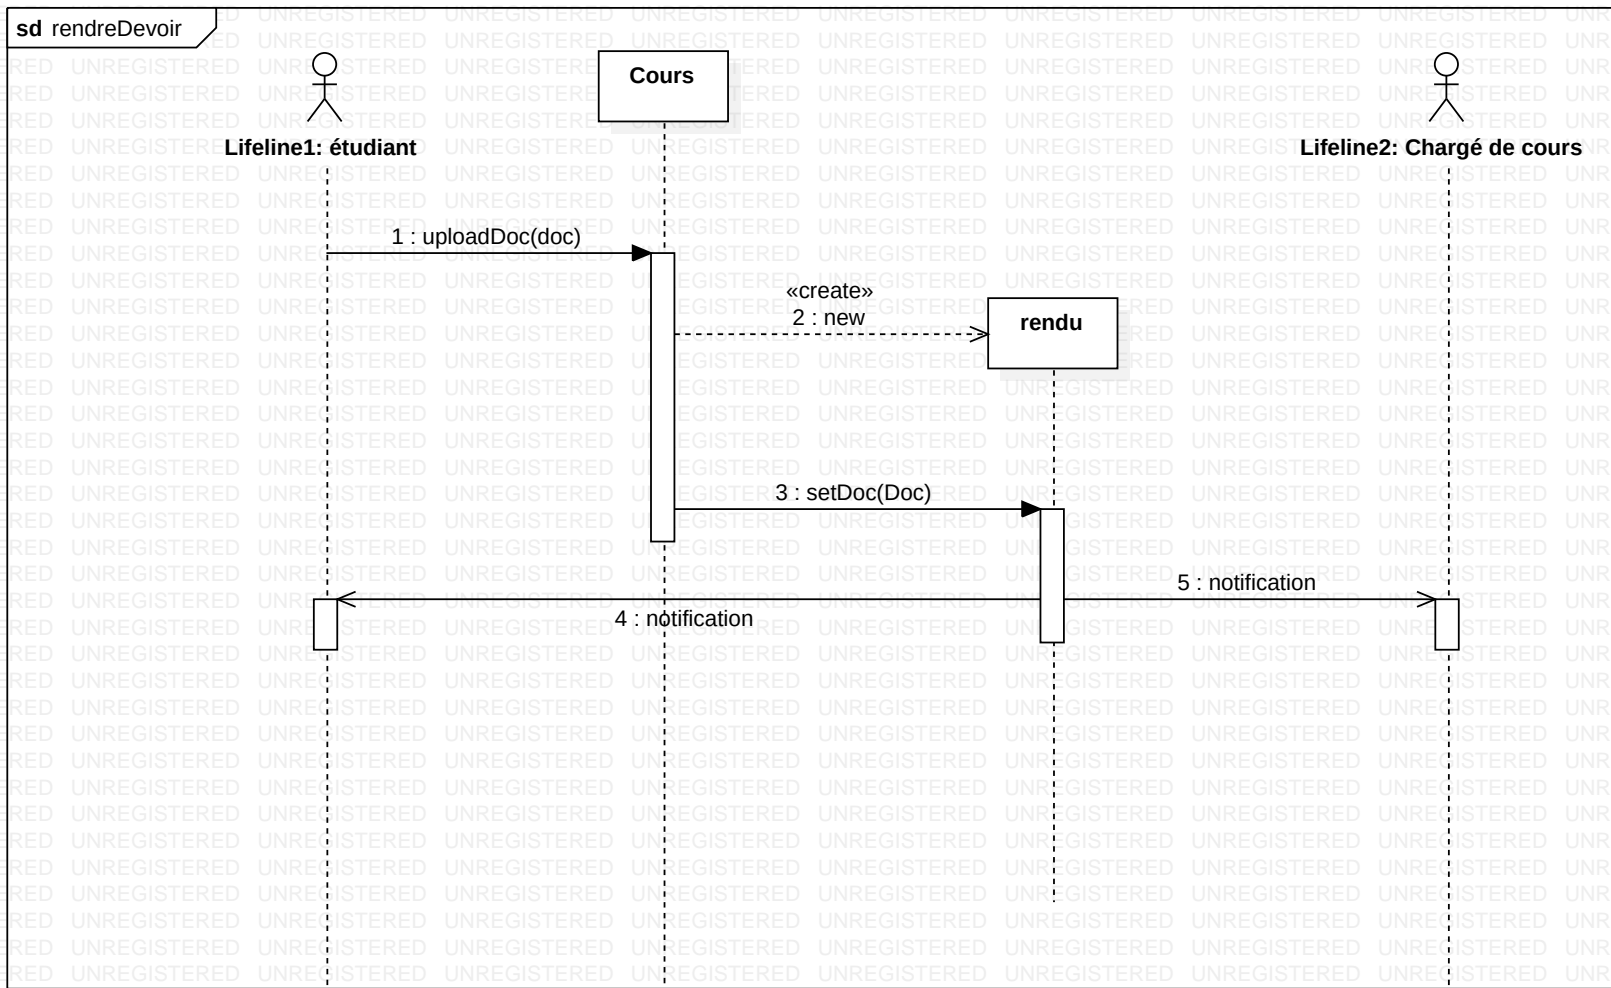 sd rendreDevoir
Cours
Lifeline1: étudiant
Lifeline2: Chargé de cours
1 : uploadDoc(doc)
«create»
2 : new
rendu
3 : setDoc(Doc)
5 : notification
4 : notification
UNREGISTERED